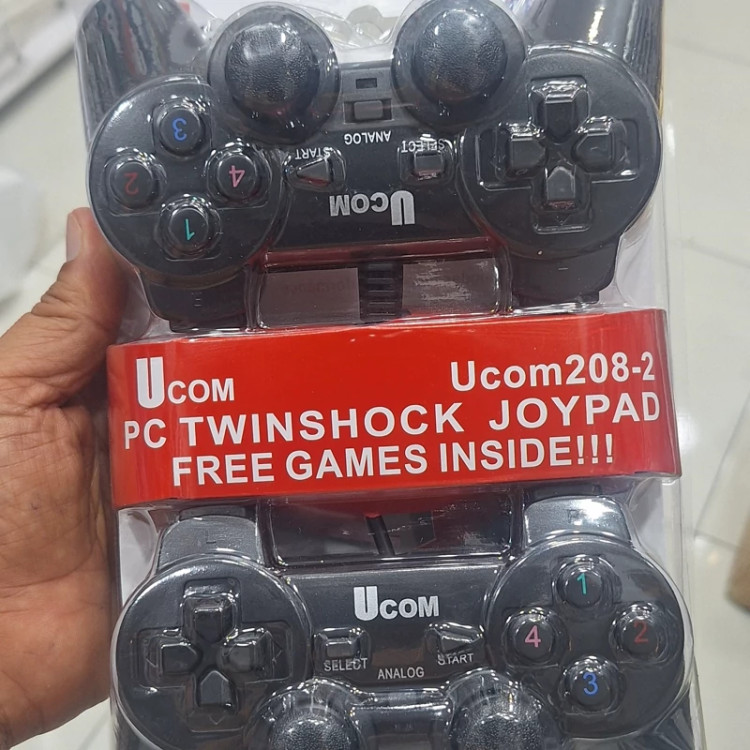 3
2
4
1
ANALOG
START
SELECT
UCOM
UCOM
Ucom208-2
PC TWINSHOCK JOYPAD
FREE GAMES INSIDE!!!
UCOM
SELECT
ANALOG
START
1
4
2
3